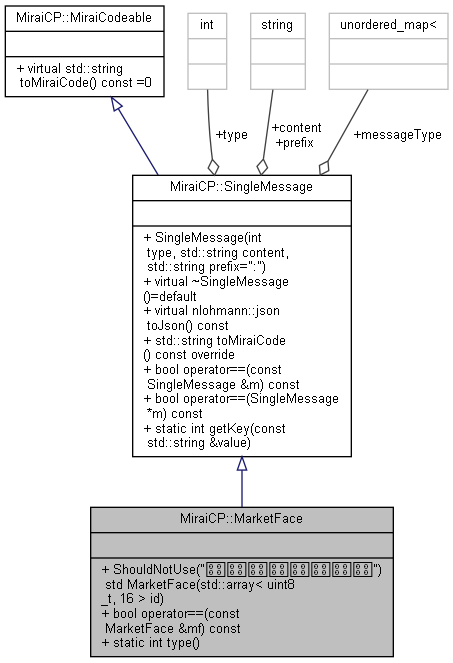 MiraiCP::MiraiCodeable
+ virtual std::string
toMiraiCode() const =0
int
string
unordered_map<
+type
+content
+prefix
+messageType
MiraiCP::SingleMessage
+ SingleMessage(int
type, std::string content,
std::string prefix=":")
+ virtual ~SingleMessage
()=default
+ virtual nlohmann::json
toJson() const
+ std::string toMiraiCode
() const override
+ bool operator==(const
SingleMessage &m) const
+ bool operator==(SingleMessage
*m) const
+ static int getKey(const
std::string &value)
MiraiCP::MarketFace
+ ShouldNotUse("")
std MarketFace(std::array< uint8
_t, 16 > id)
+ bool operator==(const
MarketFace &mf) const
+ static int type()